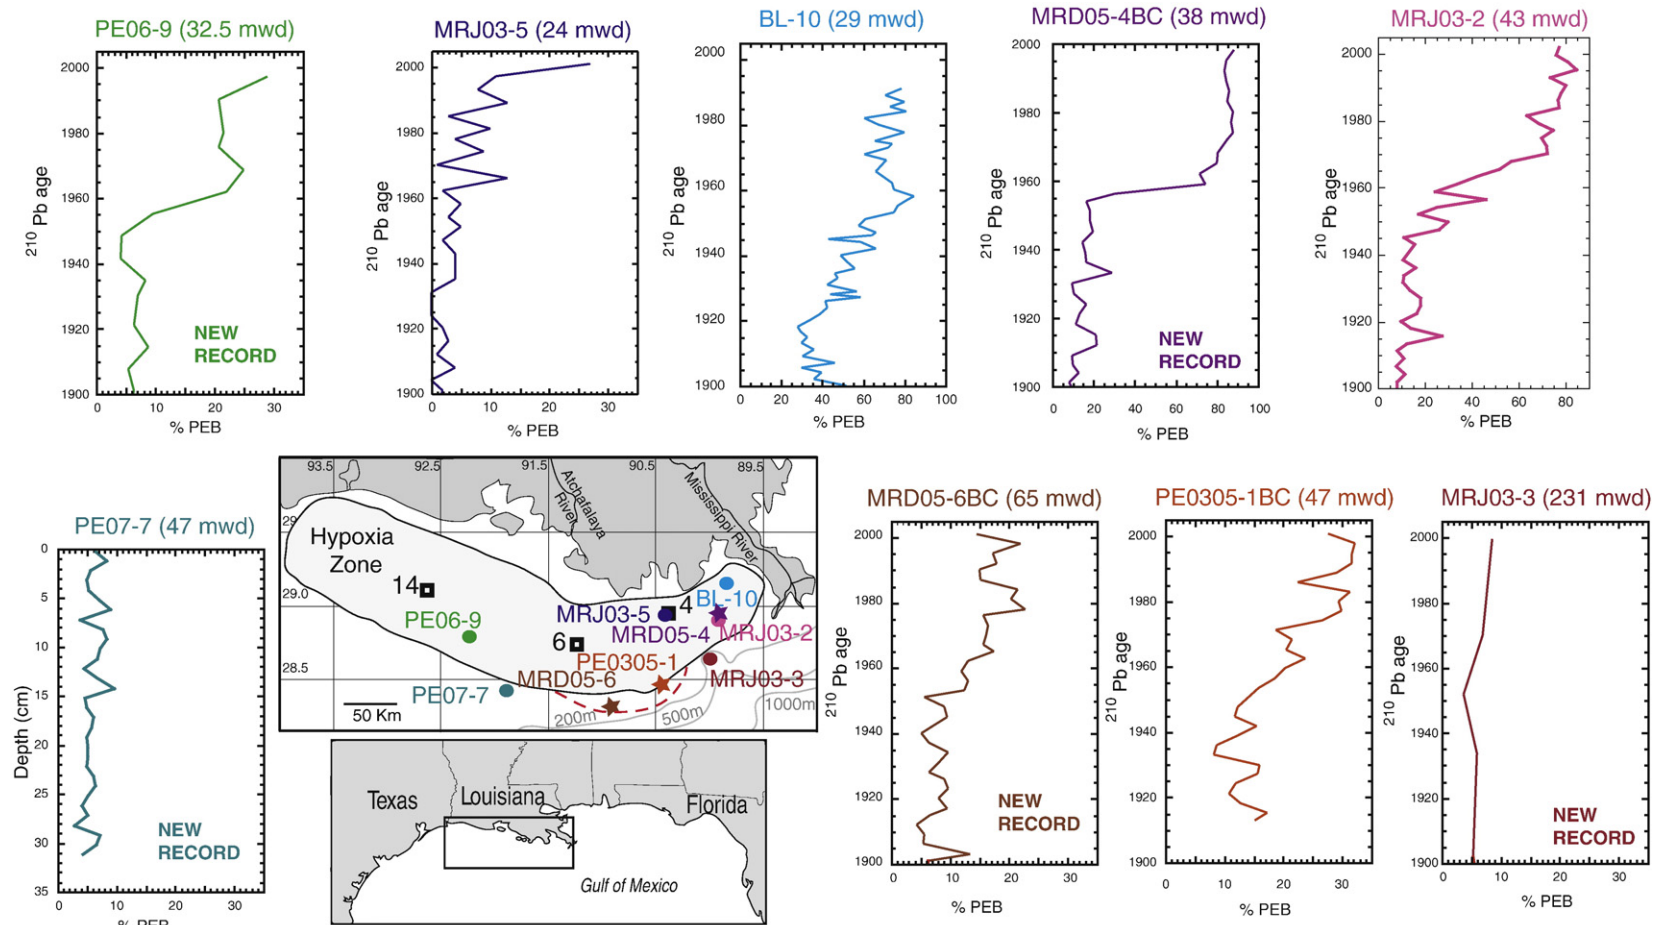 PE06-9 (32.5 mwd)
2000
1980
1960
1940
1920
1900
210 Pb age
0 10 20 30
% PEB
NEW
RECORD
MRJ03-5 (24 mwd)
2000
1980
1960
1940
1920
1900
210 Pb age
0 10 20 30
% PEB
BL-10 (29 mwd)
2000
1980
1960
1940
1920
1900
210 Pb age
0 20 40 60 80 100
% PEB
MRD05-4BC (38 mwd)
2000
1980
1960
1940
1920
1900
210 Pb age
0 20 40 60 80 100
% PEB
NEW
RECORD
MRJ03-2 (43 mwd)
2000
1980
1960
1940
1920
1900
210 Pb age
0 20 40 60 80
% PEB
PE07-7 (47 mwd)
0
5
10
15
20
25
30
35
Depth (cm)
0 10 20 30
% PEB
NEW
RECORD
93.5 92.5 91.5 90.5 89.5
29
29.0
28.5
Atchafalaya
River
Mississippi River
Hypoxia
Zone
14
PE06-9
MRJ03-5
4
BL-10
MRD05-4
MRJ03-2
6
PE0305-1
MRD05-6
MRJ03-3
PE07-7
50 Km
200m
500m
1000m
Texas
Louisiana
Florida
Gulf of Mexico
MRD05-6BC (65 mwd)
2000
1980
1960
1940
1920
1900
210 Pb age
0 10 20 30
% PEB
NEW
RECORD
PE0305-1BC (47 mwd)
2000
1980
1960
1940
1920
1900
210 Pb age
0 10 20 30
% PEB
MRJ03-3 (231 mwd)
2000
1980
1960
1940
1920
1900
210 Pb age
0 10 20 30
% PEB
NEW
RECORD